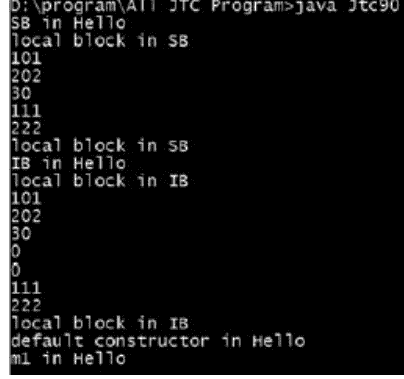 D:\program\All JTC Program>java Jtc90
SB in Hello
local block in SB
101
202
30
111
222
local block in SB
IB in Hello
local block in IB
101
202
30
0
0
111
222
local block in IB
default constructor in Hello
m1 in Hello